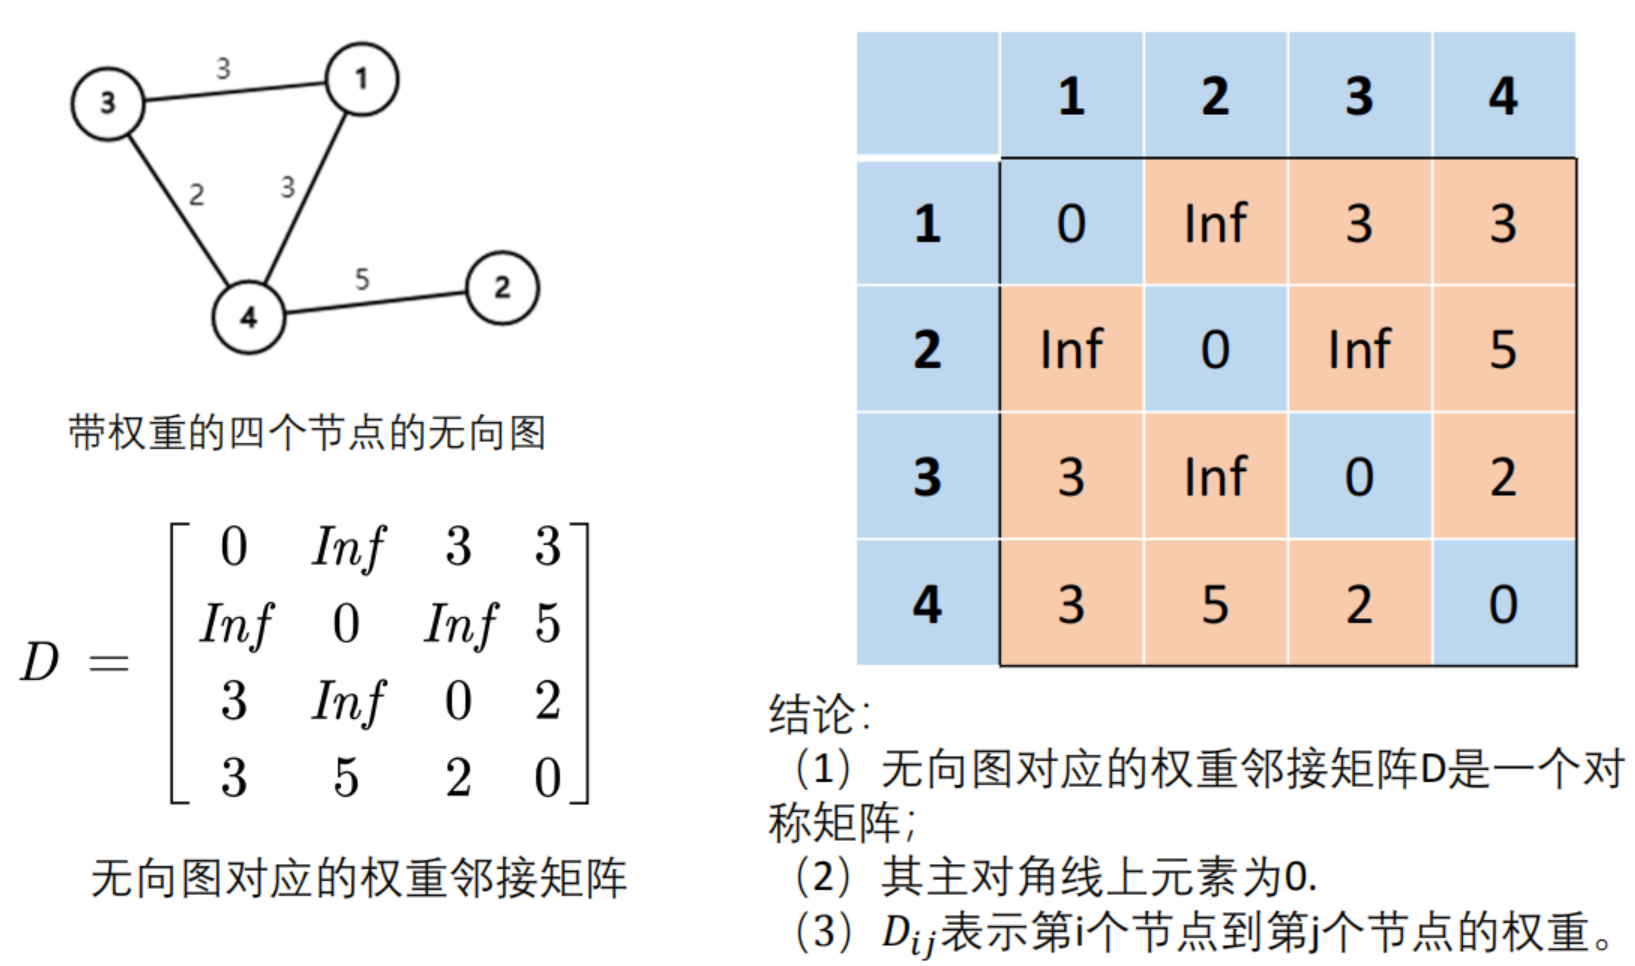 3
1
3
2
3
5
2
4
带权重的四个节点的无向图
D =
0 Inf 3 3
Inf 0 Inf 5
3 Inf 0 2
3 5 2 0
无向图对应的权重邻接矩阵
1 2 3 4
1 0 Inf 3 3
2 Inf 0 Inf 5
3 3 Inf 0 2
4 3 5 2 0
结论：
（1）无向图对应的权重邻接矩阵D是一个对
称矩阵；
（2）其主对角线上元素为0.
（3）D_{ij}表示第i个节点到第j个节点的权重。